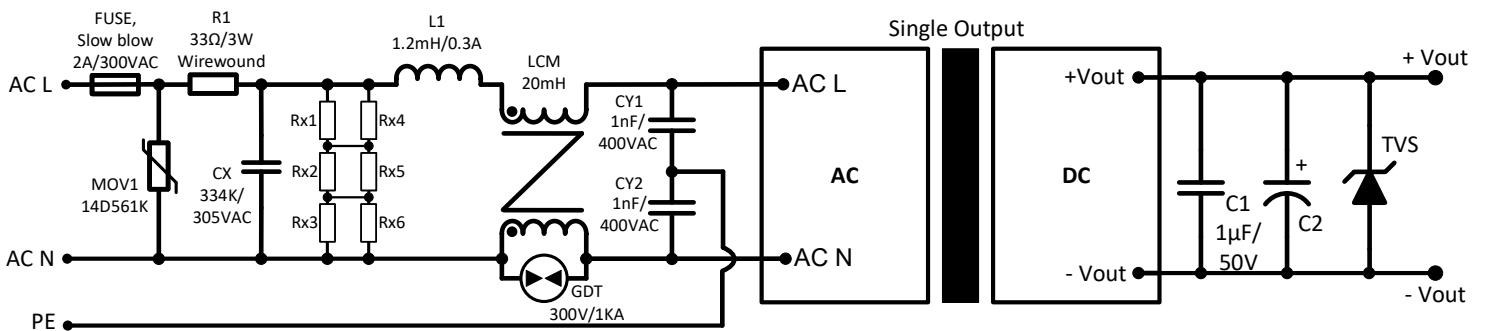 FUSE,
Slow blow
2A/300VAC
R1
33Ω/3W
Wirewound
L1
1.2mH/0.3A
LCM
20mH
Single Output
AC L
MOV1
14D561K
CX
334K/
305VAC
Rx1
Rx4
Rx2
Rx5
Rx3
Rx6
CY1
1nF/
400VAC
CY2
1nF/
400VAC
GDT
300V/1KA
AC N
PE
AC L
AC
AC N
+Vout
DC
- Vout
C1
1µF/
50V
+
C2
TVS
+ Vout
- Vout